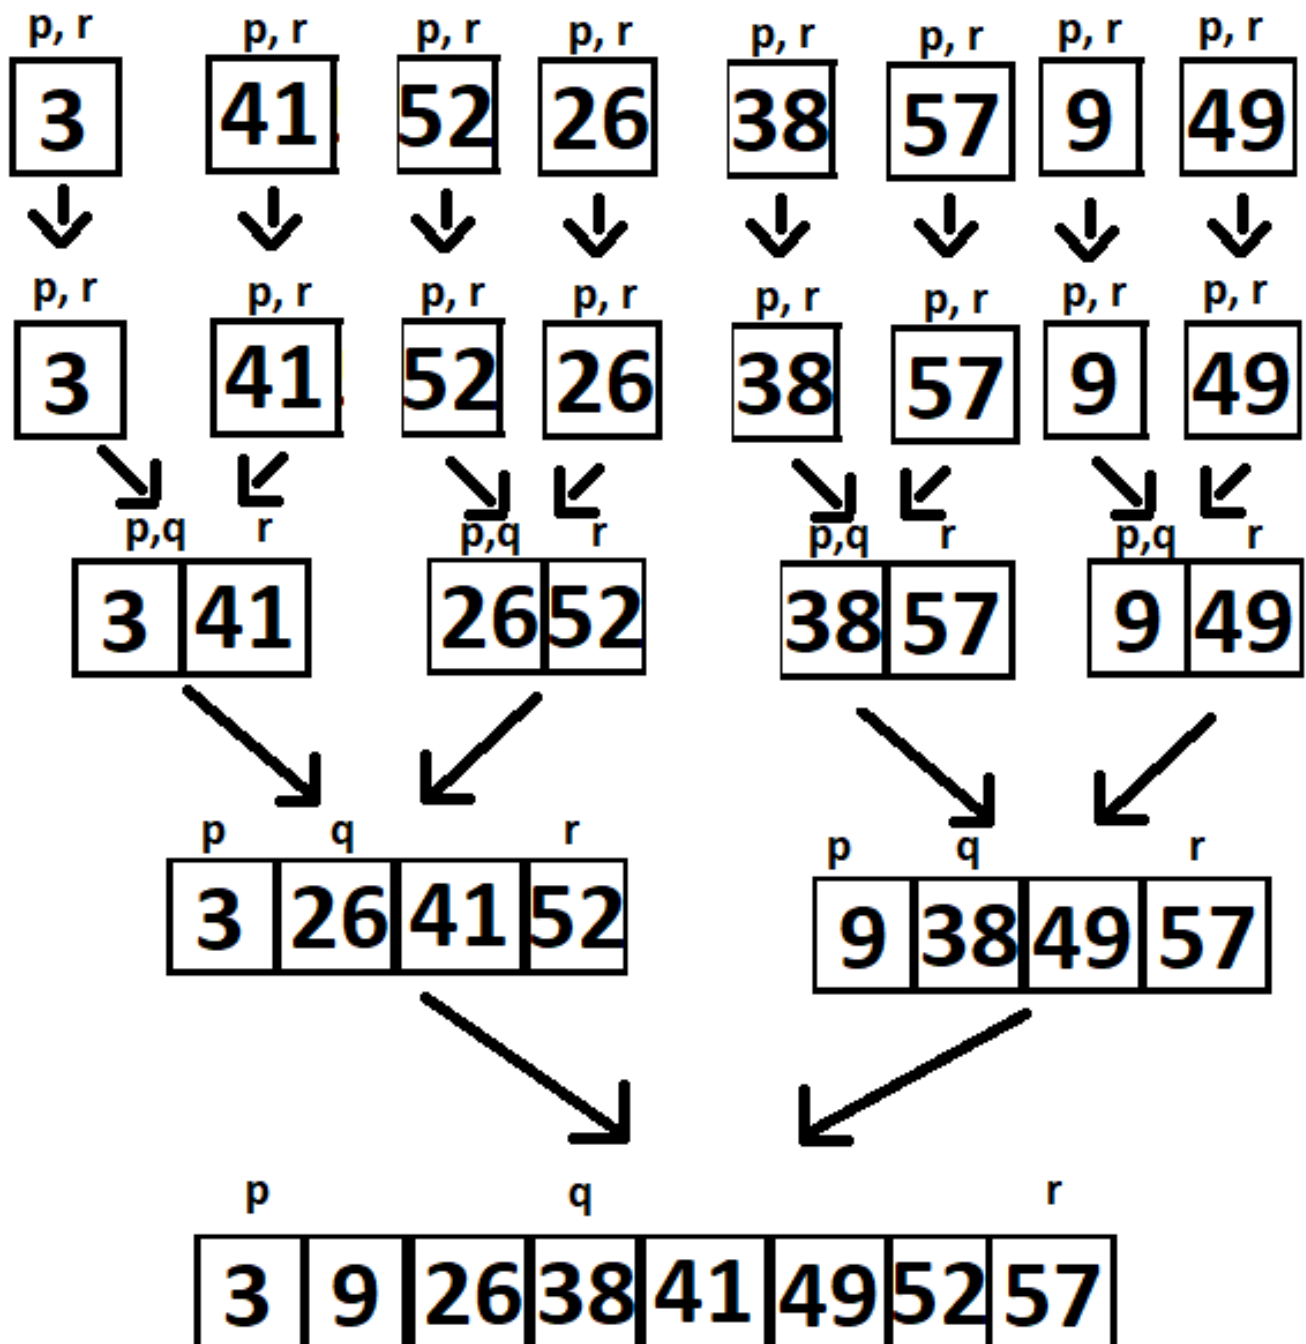 p, r p, r p, r p, r p, r p, r p, r p, r
3 41 52 26 38 57 9 49
p, r p, r p, r p, r p, r p, r p, r p, r
3 41 52 26 38 57 9 49
p,q r p,q r p,q r p,q r
3 41 26 52 38 57 9 49
p q r p q r
3 26 41 52 9 38 49 57
p q r
3 9 26 38 41 49 52 57